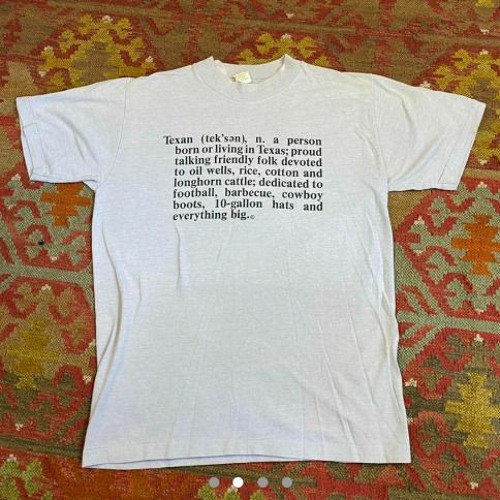 Texan (tek'sən), n. a person
born or living in Texas; proud
talking friendly folk devoted
to oil wells, rice, cotton and
longhorn cattle; dedicated to
football, barbecue, cowboy
boots, 10-gallon hats and
everything big.©